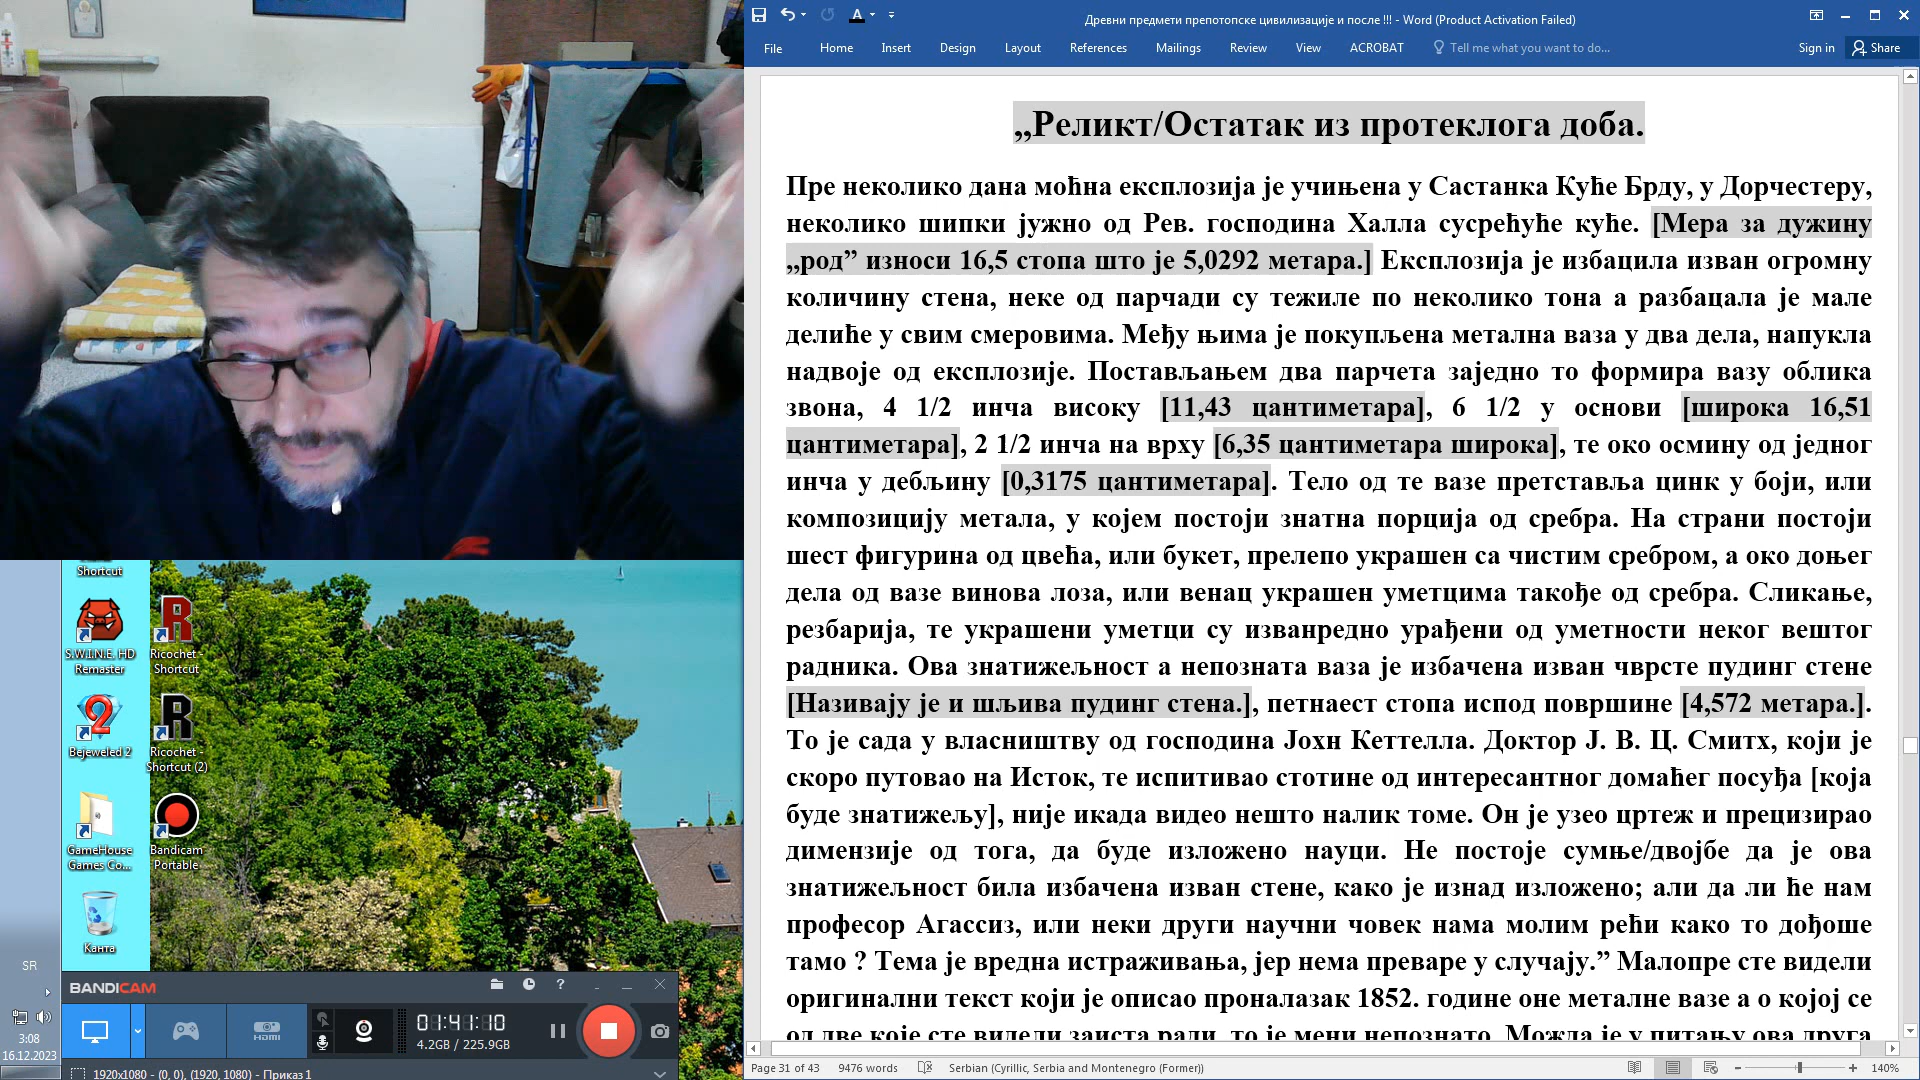 Древни предмети препотопске цивилизације и после !!! - Word (Product Activation Failed)
File Home Insert Design Layout References Mailings Review View ACROBAT Tell me what you want to do... Sign in Share
„Реликт/Остатак из протеклога доба.
Пре неколико дана моћна експлозија је учињена у Састанка Куће Брду, у Дорчестеру,
неколико шипки јужно од Рев. господина Халла сусрећуће куће. [Мера за дужину
„род” износи 16,5 стопа што је 5,0292 метара.] Експлозија је избацила изван огромну
количину стена, неке од парчади су тежиле по неколико тона а разбацала је мале
делиће у свим смеровима. Међу њима је покупљена метална ваза у два дела, напукла
надвоје од експлозије. Постављањем два парчета заједно то формира вазу облика
звона, 4 1/2 инча високу [11,43 цантиметара], 6 1/2 у основи [широка 16,51
цантиметара], 2 1/2 инча на врху [6,35 цантиметара широка], те око осмину од једног
инча у дебљину [0,3175 цантиметара]. Тело од те вазе претставља цинк у боји, или
композицију метала, у којем постоји знатна порција од сребра. На страни постоји
шест фигурина од цвећа, или букет, прелепо украшен са чистим сребром, а око доњег
дела од вазе винова лоза, или венац украшен уметцима такође од сребра. Сликање,
резбарија, те украшени уметци су изванредно урађени од уметности неког вештог
радника. Ова знатижељност а непозната ваза је избачена изван чврсте пудинг стене
[Називају је и шљива пудинг стена.], петнаест стопа испод површине [4,572 метара.].
То је сада у власништву од господина Јохн Кеттелла. Доктор Ј. В. Ц. Смитх, који је
скоро путовао на Исток, те испитивао стотине од интересантног домаћег посуђа [која
буде знатижељу], није икада видео нешто налик томе. Он је узео цртеж и прецизирао
димензије од тога, да буде изложено науци. Не постоје сумње/двојбе да је ова
знатижељност била избачена изван стене, како је изнад изложено; али да ли ће нам
професор Агассиз, или неки други научни човек нама молим рећи како то дођоше
тамо ? Тема је вредна истраживања, јер нема преваре у случају.” Малопре сте видели
оригинални текст који је описао проналазак 1852. године оне металне вазе а о којој се
од две које сте видели заиста ради, то је мени непознато. Можда је у питању ова друга
Page 31 of 43 9476 words Serbian (Cyrillic, Serbia and Montenegro (Former)) 140%
Shortcut
S.W.I.N.E. HD Remaster
Ricochet - Shortcut
Bejeweled 2
Ricochet - Shortcut (2)
GameHouse Games Co...
Bandicam Portable
Канта
SR
3:08
16.12.2023
BANDICAM
HDMI
01:41:10
4.2GB / 225.9GB
1920x1080 - (0, 0), (1920, 1080) - Приказ 1